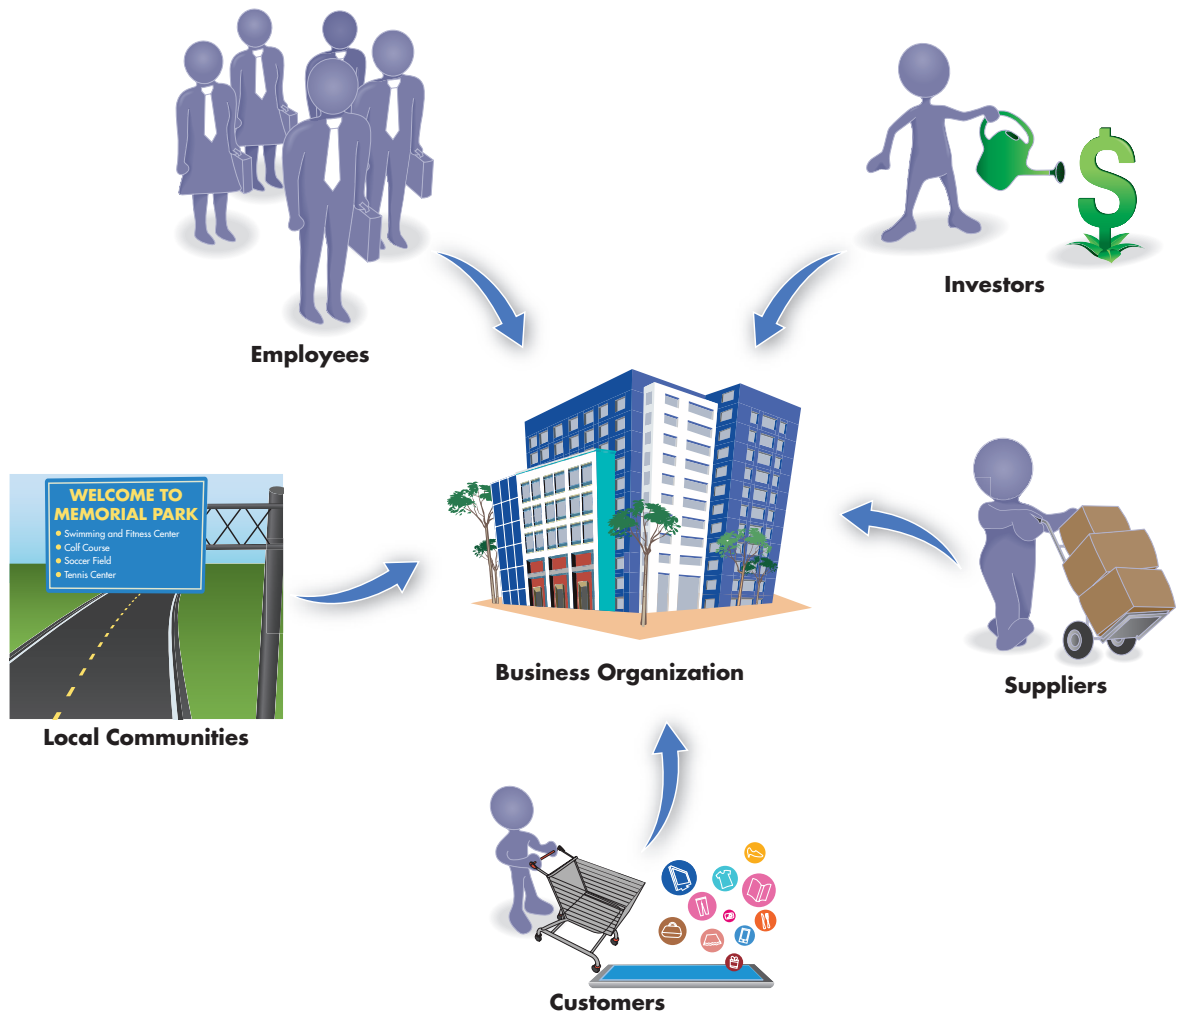 Employees
Investors
WELCOME TO
MEMORIAL PARK
• Swimming and Fitness Center
• Golf Course
• Soccer Field
• Tennis Center
Local Communities
Business Organization
Suppliers
Customers